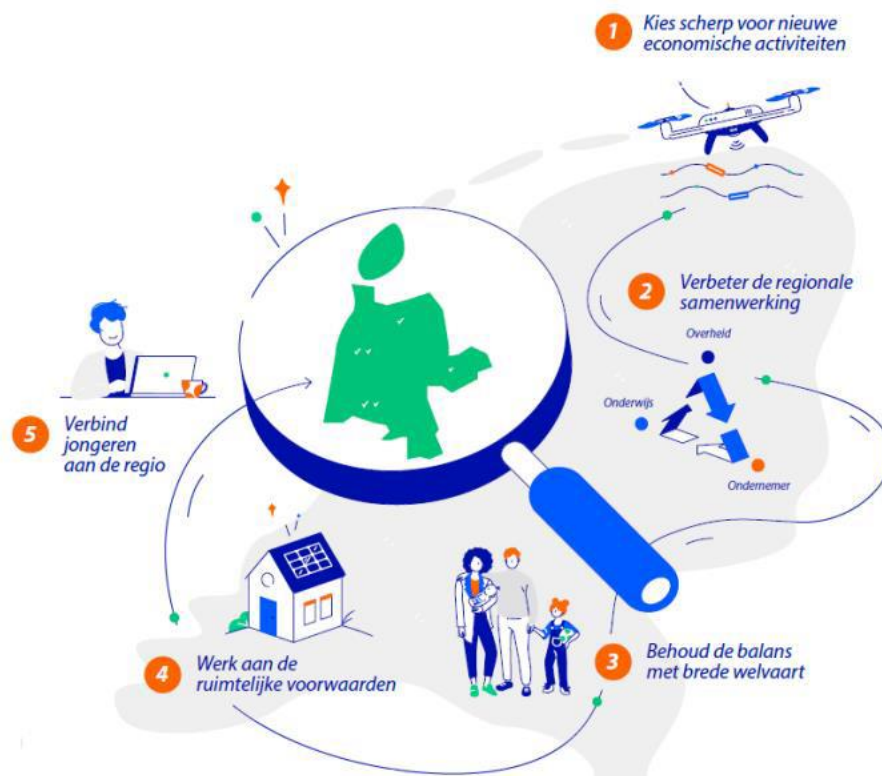 1
Kies scherp voor nieuwe
economische activiteiten
2
Verbeter de regionale
samenwerking
Overheid
Onderwijs
Ondernemer
3
Behoud de balans
met brede welvaart
4
Werk aan de
ruimtelijke voorwaarden
5
Verbind
jongeren
aan de regio